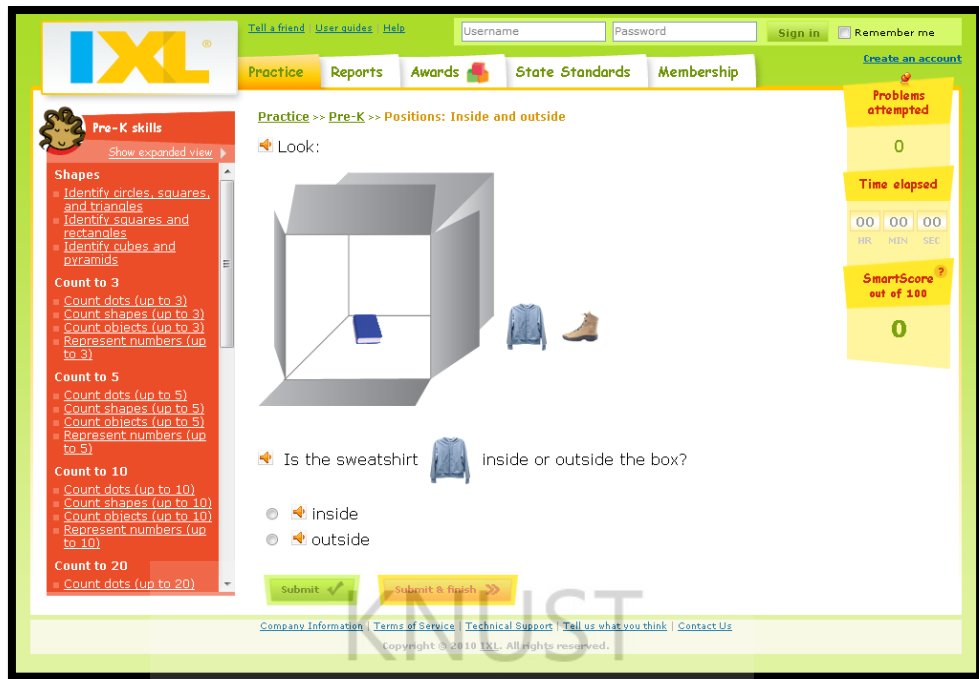 Tell a friend | User guides | Help
Username
Password
Sign in
Remember me
IXL®
Create an account
Practice
Reports
Awards
State Standards
Membership
Pre-K skills
Show expanded view
Shapes
Identify circles, squares,
and triangles
Identify squares and
rectangles
Identify cubes and
pyramids
Count to 3
Count dots (up to 3)
Count shapes (up to 3)
Count objects (up to 3)
Represent numbers (up
to 3)
Count to 5
Count dots (up to 5)
Count shapes (up to 5)
Count objects (up to 5)
Represent numbers (up
to 5)
Count to 10
Count dots (up to 10)
Count shapes (up to 10)
Count objects (up to 10)
Represent numbers (up
to 10)
Count to 20
Count dots (up to 20)
Practice >> Pre-K >> Positions: Inside and outside
Look:
Is the sweatshirt inside or outside the box?
inside
outside
Submit
Submit & finish >>
Problems
attempted
0
Time elapsed
00 00 00
HR MIN SEC
SmartScore ?
out of 100
0
Company Information | Terms of Service | Technical Support | Tell us what you think | Contact Us
Copyright © 2010 IXL. All rights reserved.
KNUST